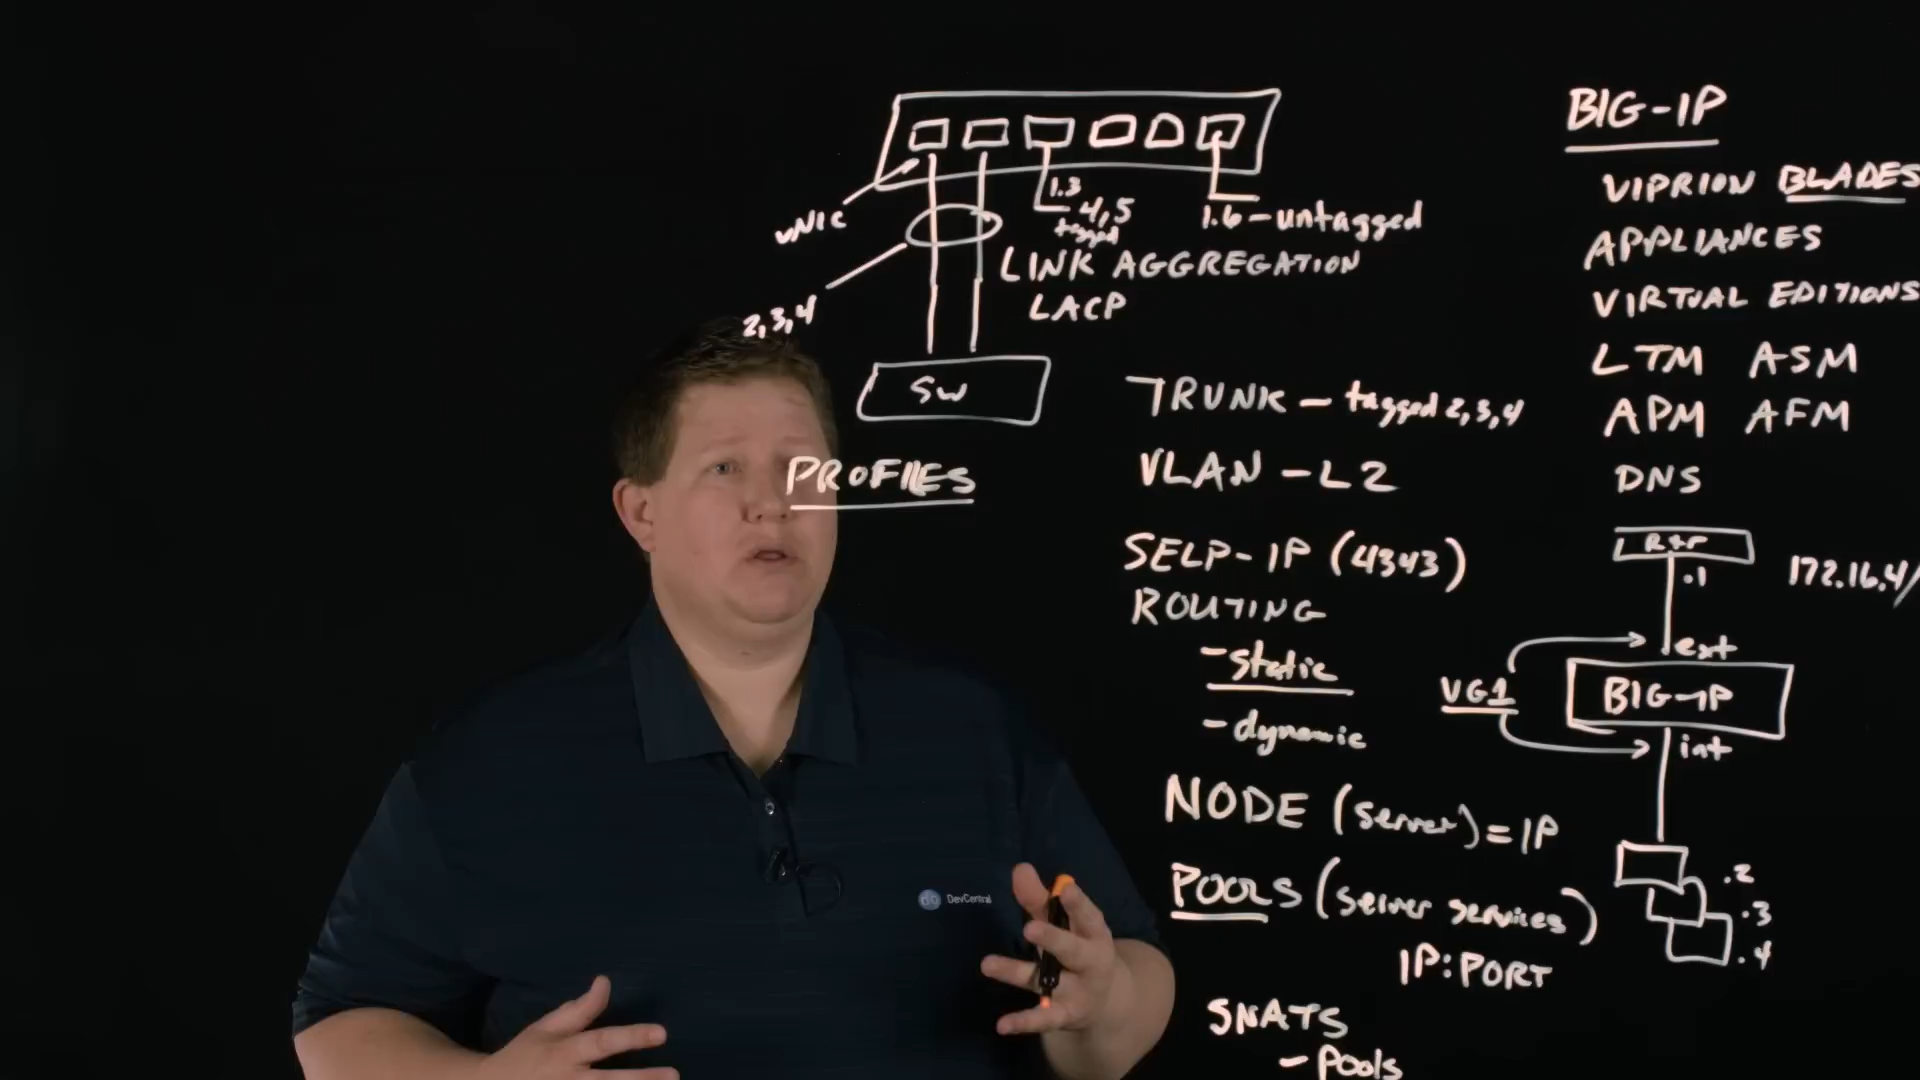 1.3
4,5
tagged
1.6-untagged
vNIC
LINK AGGREGATION
LACP
2,3,4
SW
PROFILES
TRUNK - tagged 2,3,4
VLAN - L2
SELF-IP (4343)
ROUTING
-static
-dynamic
NODE (server)=IP
POOLS (server services)
IP:PORT
SNATS
-Pools
BIG-IP
VIPRION BLADES
APPLIANCES
VIRTUAL EDITIONS
LTM ASM
APM AFM
DNS
Rtr
.1
172.16.4/
ext
VG1
BIG-IP
int
.2
.3
.4
DevCentral